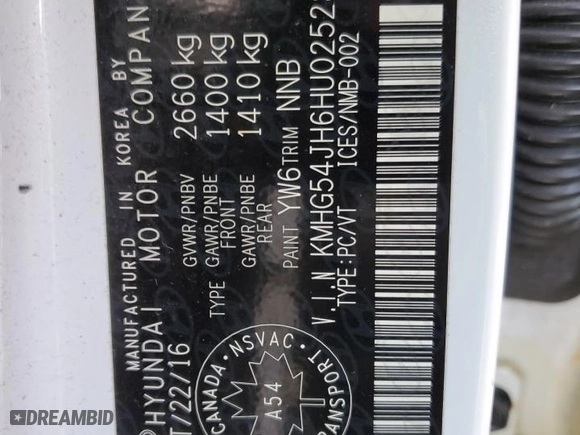 MANUFACTURED IN KOREA BY
HYUNDAI MOTOR COMPAN
T/22/16
GVWR/PNBV 2660 kg
TYPE GAWR/PNBE FRONT 1400 kg
GAWR/PNBE REAR 1410 kg
PAINT YW6 TRIM NNB
V.I.N KMHG54JH6HU0252
TYPE:PC/VT ICES/NMB-002
CANADA · NSVAC
A54
TRANSPORT
DREAMBID